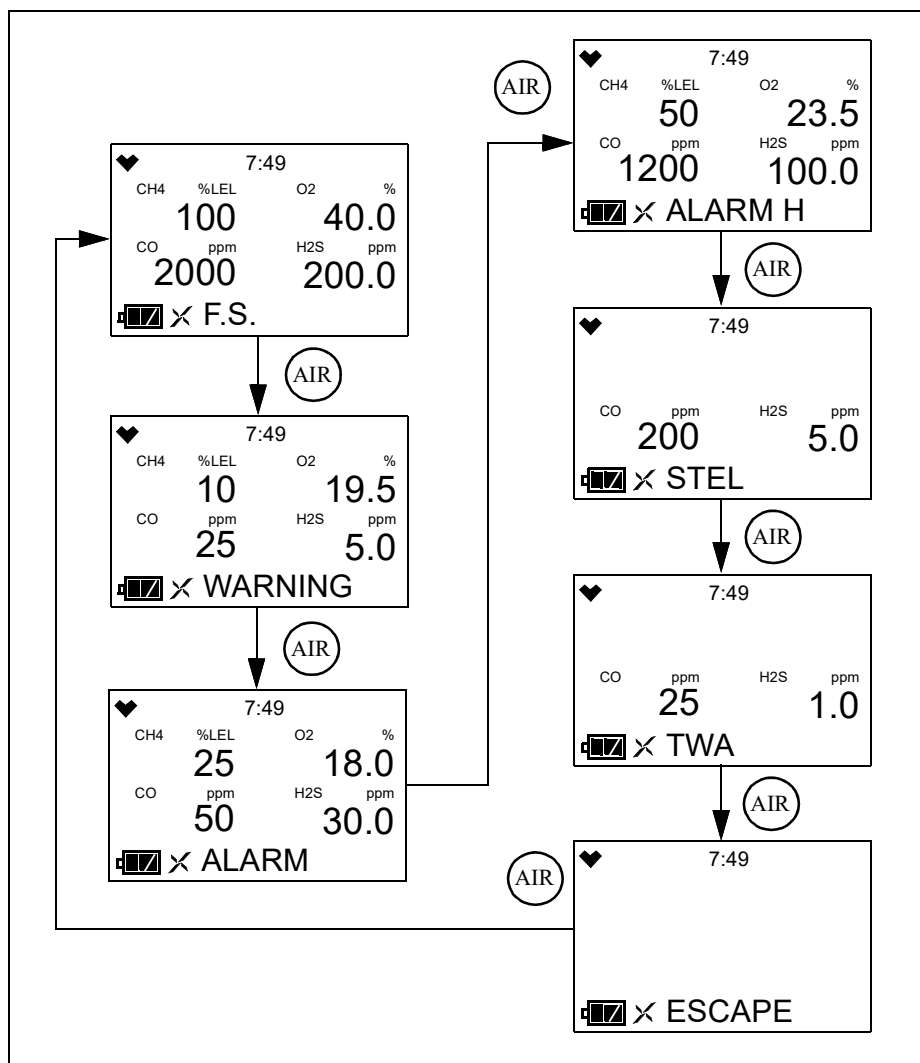 7:49
CH4 %LEL O2 %
100 40.0
CO ppm H2S ppm
2000 200.0
F.S.
AIR
7:49
CH4 %LEL O2 %
10 19.5
CO ppm H2S ppm
25 5.0
WARNING
AIR
7:49
CH4 %LEL O2 %
25 18.0
CO ppm H2S ppm
50 30.0
ALARM
AIR
7:49
CH4 %LEL O2 %
50 23.5
CO ppm H2S ppm
1200 100.0
ALARM H
AIR
7:49
CO ppm H2S ppm
200 5.0
STEL
AIR
7:49
CO ppm H2S ppm
25 1.0
TWA
AIR
7:49
ESCAPE
AIR